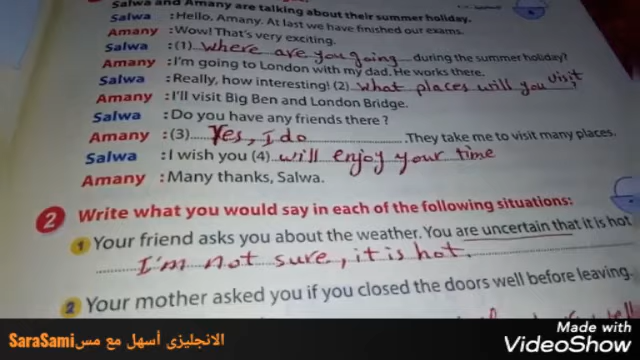 Salwa and Amany are talking about their summer holiday.
Salwa : Hello, Amany. At last we have finished our exams.
Amany : Wow! That's very exciting.
Salwa : (1) where are you going during the summer holiday?
Amany : I'm going to London with my dad. He works there.
Salwa : Really, how interesting! (2) what places will you visit
Amany : I'll visit Big Ben and London Bridge.
Salwa : Do you have any friends there ?
Amany : (3) Yes, I do. They take me to visit many places.
Salwa : I wish you (4) will enjoy your time
Amany : Many thanks, Salwa.
2 Write what you would say in each of the following situations:
1 Your friend asks you about the weather. You are uncertain that it is hot
I'm not sure, it is hot.
2 Your mother asked you if you closed the doors well before leaving.
الانجليزى أسهل مع مس SaraSami
Made with
VideoShow